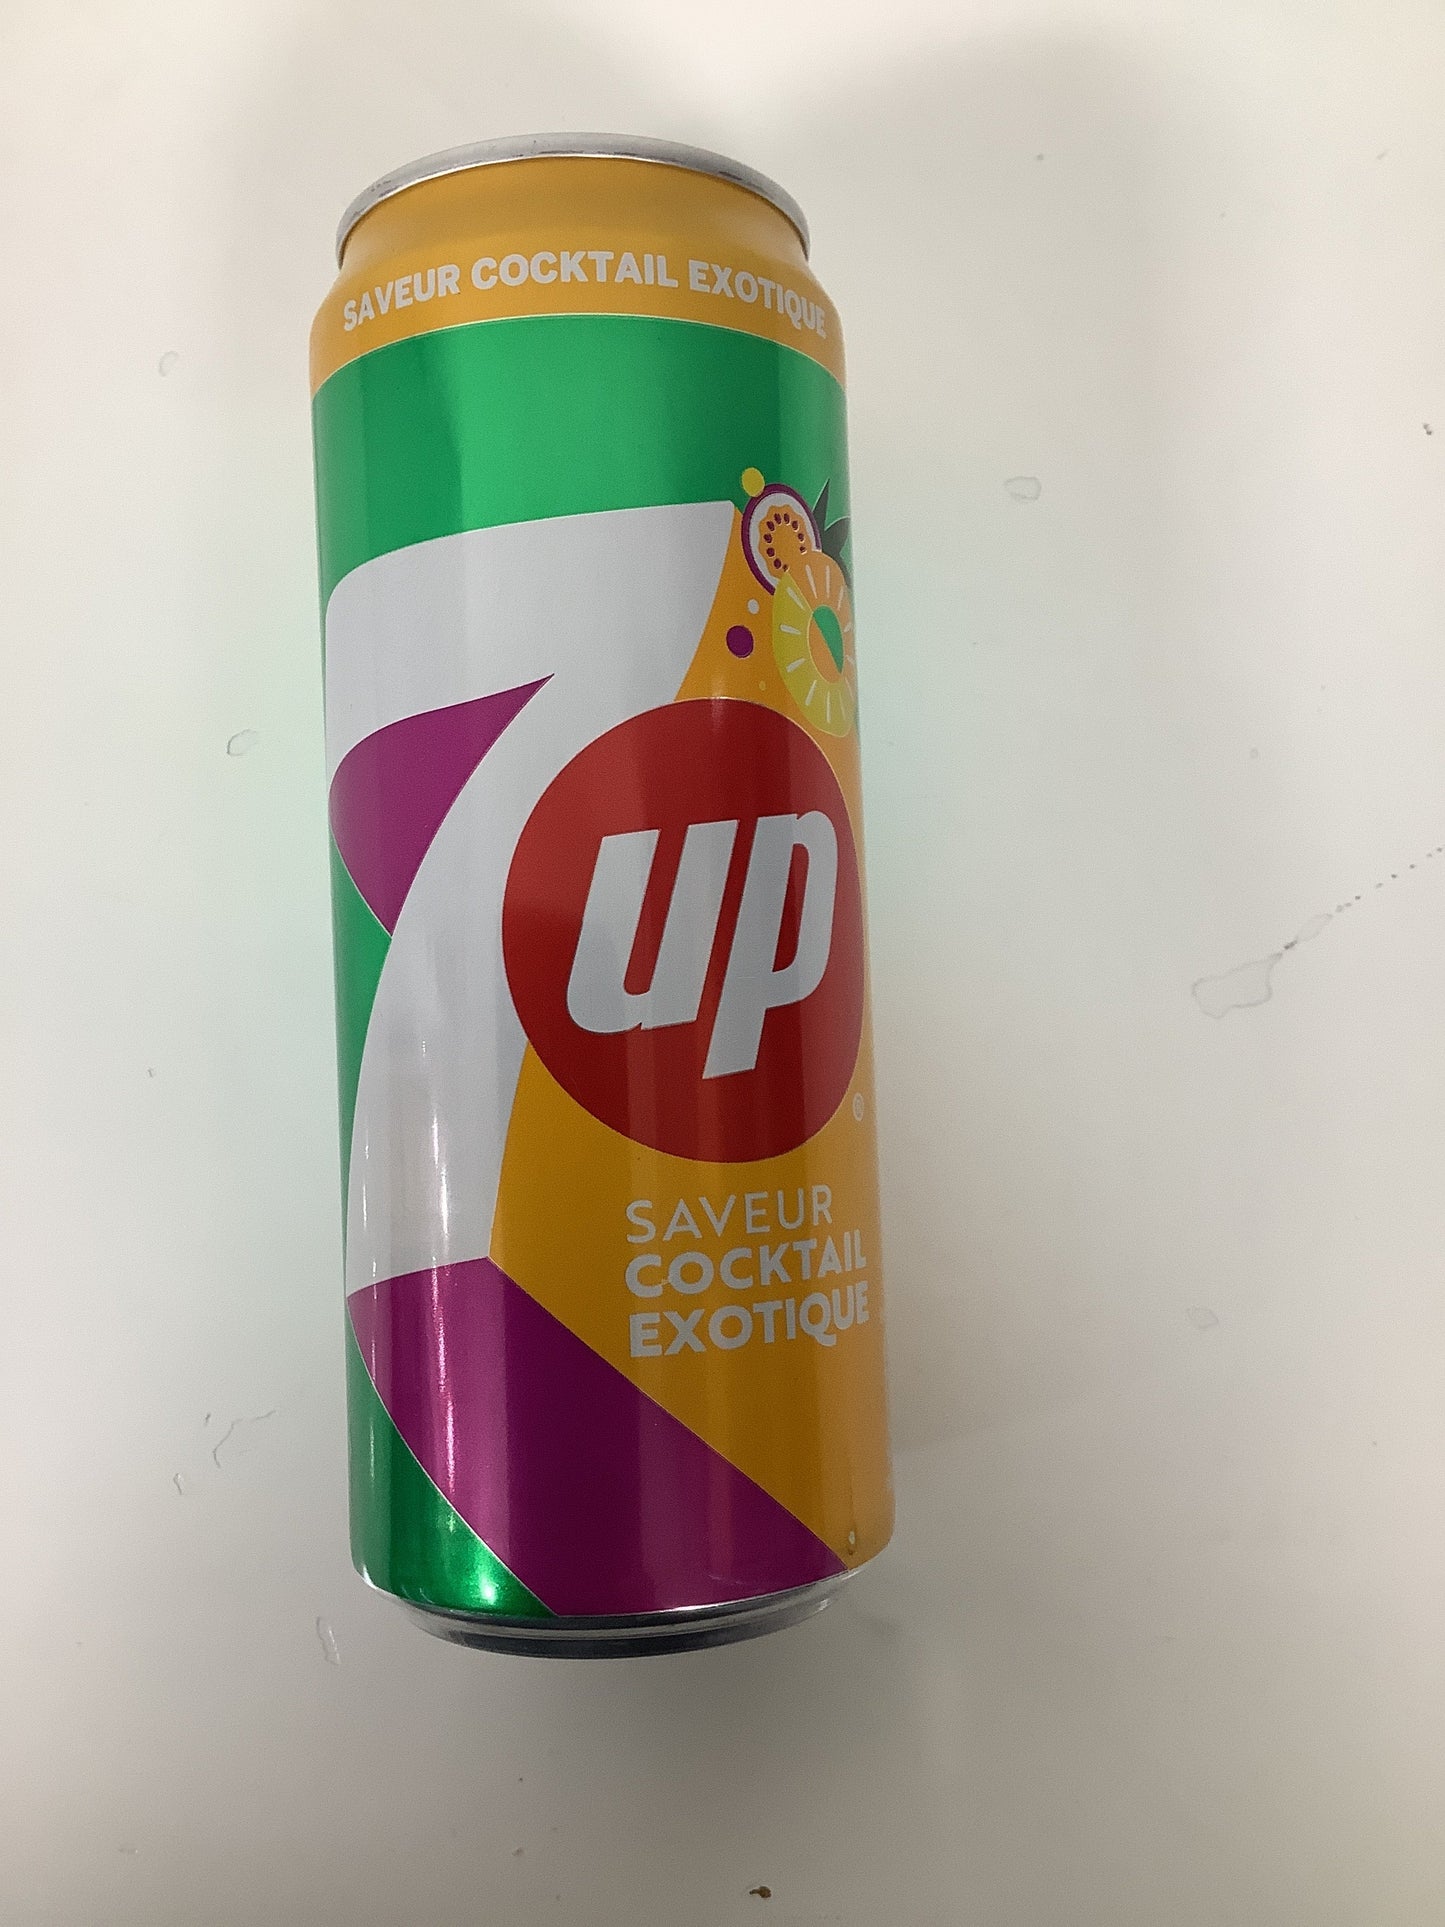 SAVEUR COCKTAIL EXOTIQUE
7
up
®
SAVEUR
COCKTAIL
EXOTIQUE